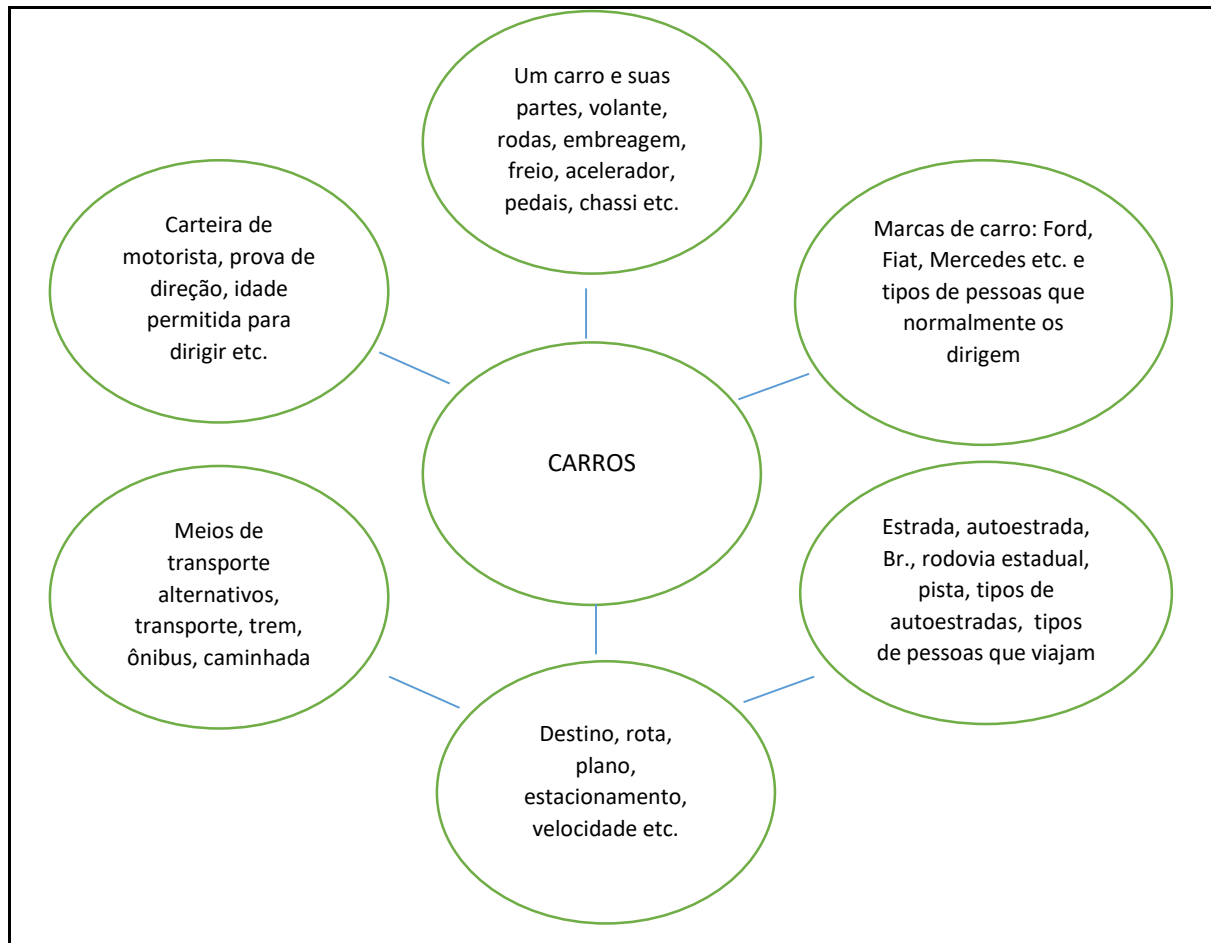 Um carro e suas
partes, volante,
rodas, embreagem,
freio, acelerador,
pedais, chassi etc.
Carteira de
motorista, prova de
direção, idade
permitida para
dirigir etc.
Marcas de carro: Ford,
Fiat, Mercedes etc. e
tipos de pessoas que
normalmente os
dirigem
CARROS
Meios de
transporte
alternativos,
transporte, trem,
ônibus, caminhada
Estrada, autoestrada,
Br., rodovia estadual,
pista, tipos de
autoestradas, tipos
de pessoas que viajam
Destino, rota,
plano,
estacionamento,
velocidade etc.